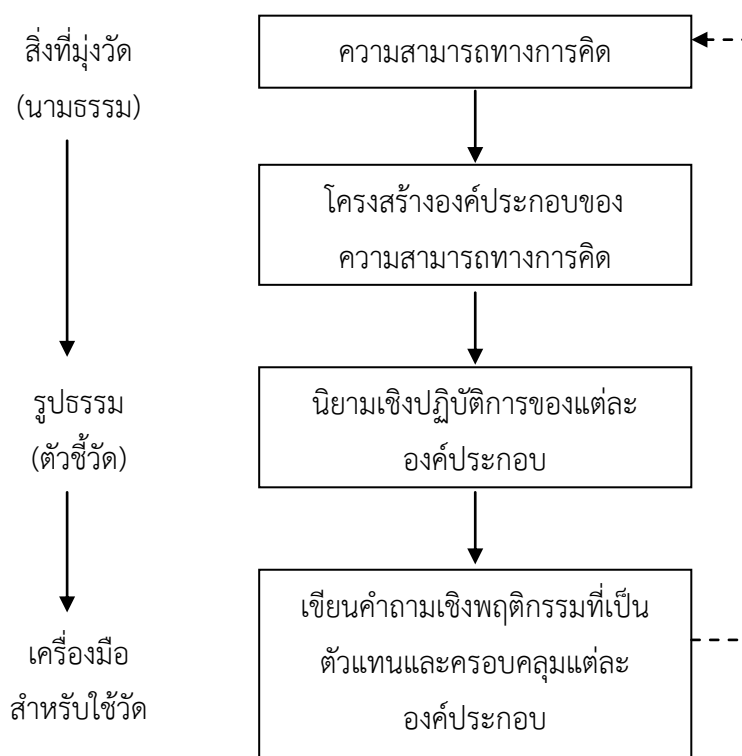 สิ่งที่มุ่งวัด
(นามธรรม)
ความสามารถทางการคิด
โครงสร้างองค์ประกอบของ
ความสามารถทางการคิด
รูปธรรม
(ตัวชี้วัด)
นิยามเชิงปฏิบัติการของแต่ละ
องค์ประกอบ
เครื่องมือ
สำหรับใช้วัด
เขียนคำถามเชิงพฤติกรรมที่เป็น
ตัวแทนและครอบคลุมแต่ละ
องค์ประกอบ